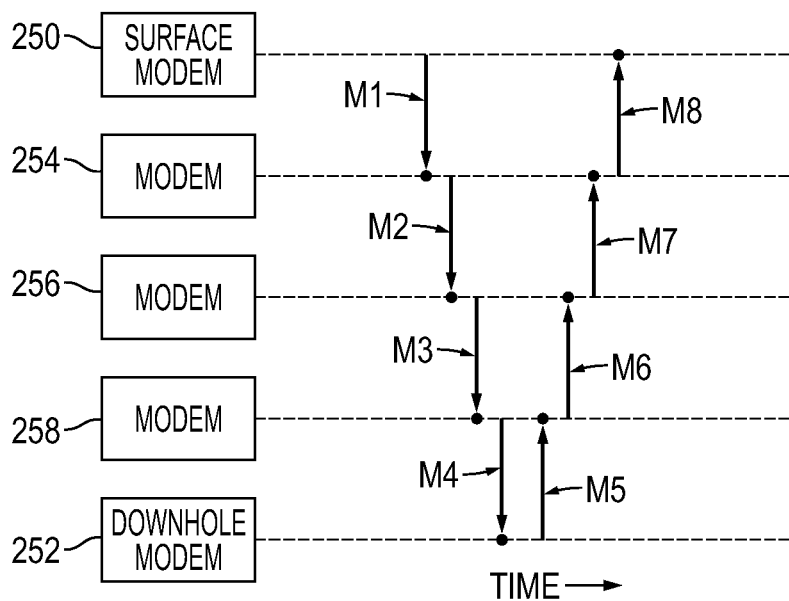 250
SURFACE
MODEM
M1
M8
254
MODEM
M2
M7
256
MODEM
M3
M6
258
MODEM
M4
M5
252
DOWNHOLE
MODEM
TIME